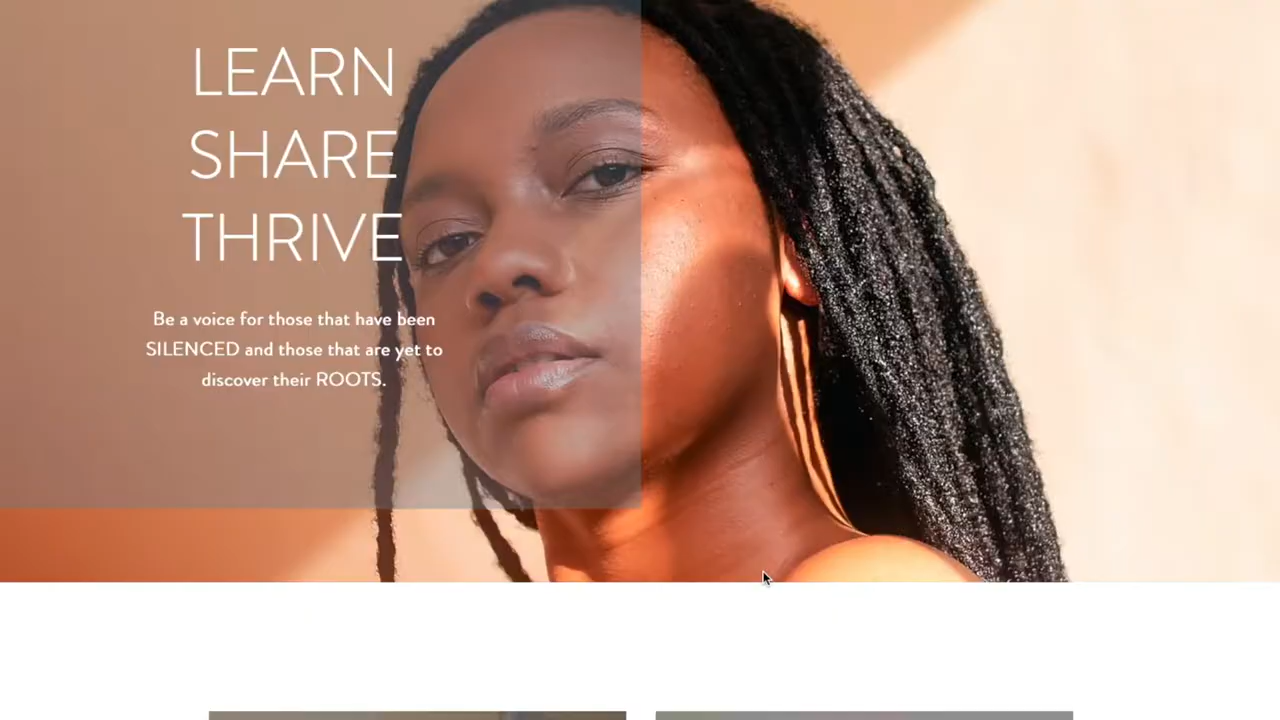 LEARN
SHARE
THRIVE
Be a voice for those that have been
SILENCED and those that are yet to
discover their ROOTS.